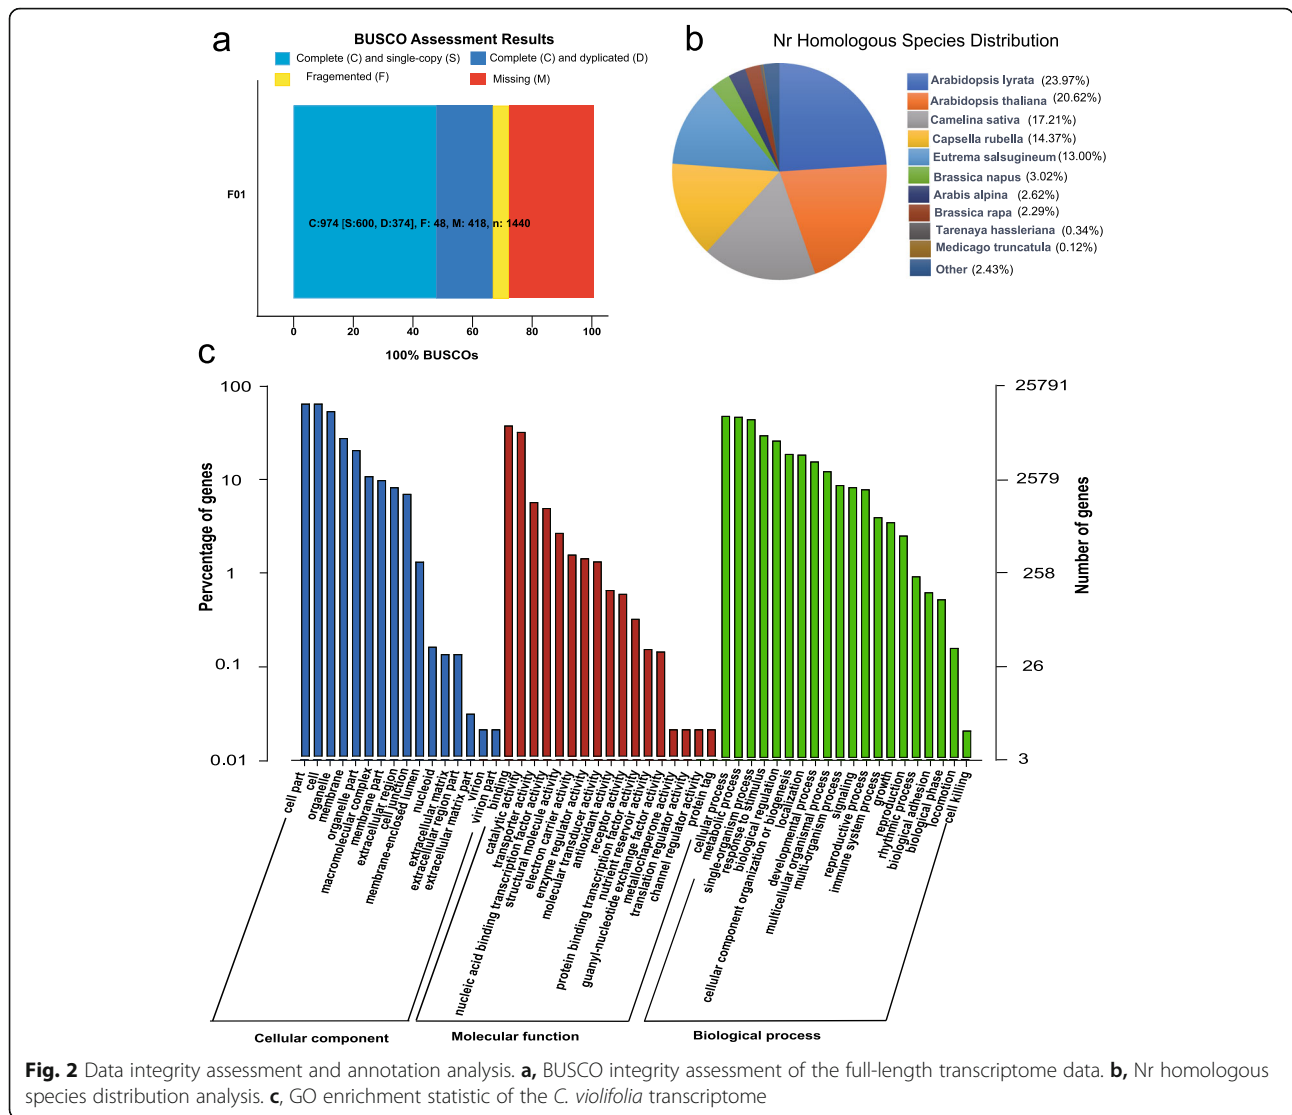 a
BUSCO Assessment Results
Complete (C) and single-copy (S)
Complete (C) and dyplicated (D)
Fragemented (F)
Missing (M)
F01
C:974 [S:600, D:374], F: 48, M: 418, n: 1440
0 20 40 60 80 100
100% BUSCOs
b
Nr Homologous Species Distribution
Arabidopsis lyrata (23.97%)
Arabidopsis thaliana (20.62%)
Camelina sativa (17.21%)
Capsella rubella (14.37%)
Eutrema salsugineum (13.00%)
Brassica napus (3.02%)
Arabis alpina (2.62%)
Brassica rapa (2.29%)
Tarenaya hassleriana (0.34%)
Medicago truncatula (0.12%)
Other (2.43%)
c
Pervcentage of genes
100
10
1
0.1
0.01
Number of genes
25791
2579
258
26
3
cell part
cell
organelle
membrane
organelle part
macromolecular complex
membrane part
extracellular region
cell junction
membrane-enclosed lumen
nucleoid
extracellular matrix
extracellular region part
extracellular matrix part
virion
virion part
binding
catalytic activity
transporter activity
nucleic acid binding transcription factor activity
structural molecule activity
electron carrier activity
enzyme regulator activity
molecular transducer activity
antioxidant activity
receptor activity
protein binding transcription factor activity
nutrient reservoir activity
guanyl-nucleotide exchange factor activity
metallochaperone activity
translation regulator activity
channel regulator activity
protein tag
cellular process
metabolic process
single-organism process
response to stimulus
biological regulation
cellular component organization or biogenesis
localization
developmental process
multicellular organismal process
multi-organism process
signaling
reproductive process
immune system process
growth
reproduction
rhythmic process
biological adhesion
biological phase
locomotion
cell killing
Cellular component
Molecular function
Biological process
Fig. 2 Data integrity assessment and annotation analysis. a, BUSCO integrity assessment of the full-length transcriptome data. b, Nr homologous
species distribution analysis. c, GO enrichment statistic of the C. violifolia transcriptome